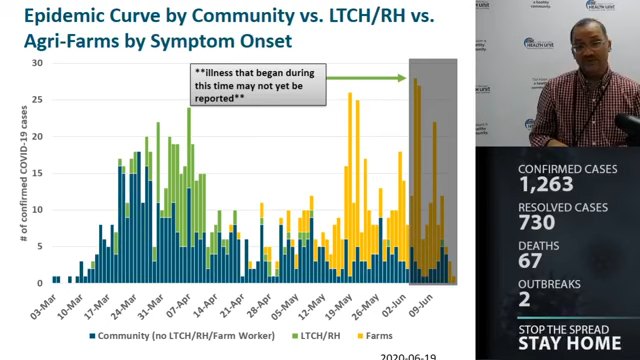 Epidemic Curve by Community vs. LTCH/RH vs.
Agri-Farms by Symptom Onset
# of confirmed COVID-19 cases
30
25
20
15
10
5
0
**illness that began during
this time may not yet be
reported**
03-Mar
10-Mar
17-Mar
24-Mar
31-Mar
07-Apr
14-Apr
21-Apr
28-Apr
05-May
12-May
19-May
26-May
02-Jun
09-Jun
Community (no LTCH/RH/Farm Worker)
LTCH/RH
Farms
2020-06-19
HEALTH UNIT
CONFIRMED CASES
1,263
RESOLVED CASES
730
DEATHS
67
OUTBREAKS
2
STOP THE SPREAD
STAY HOME